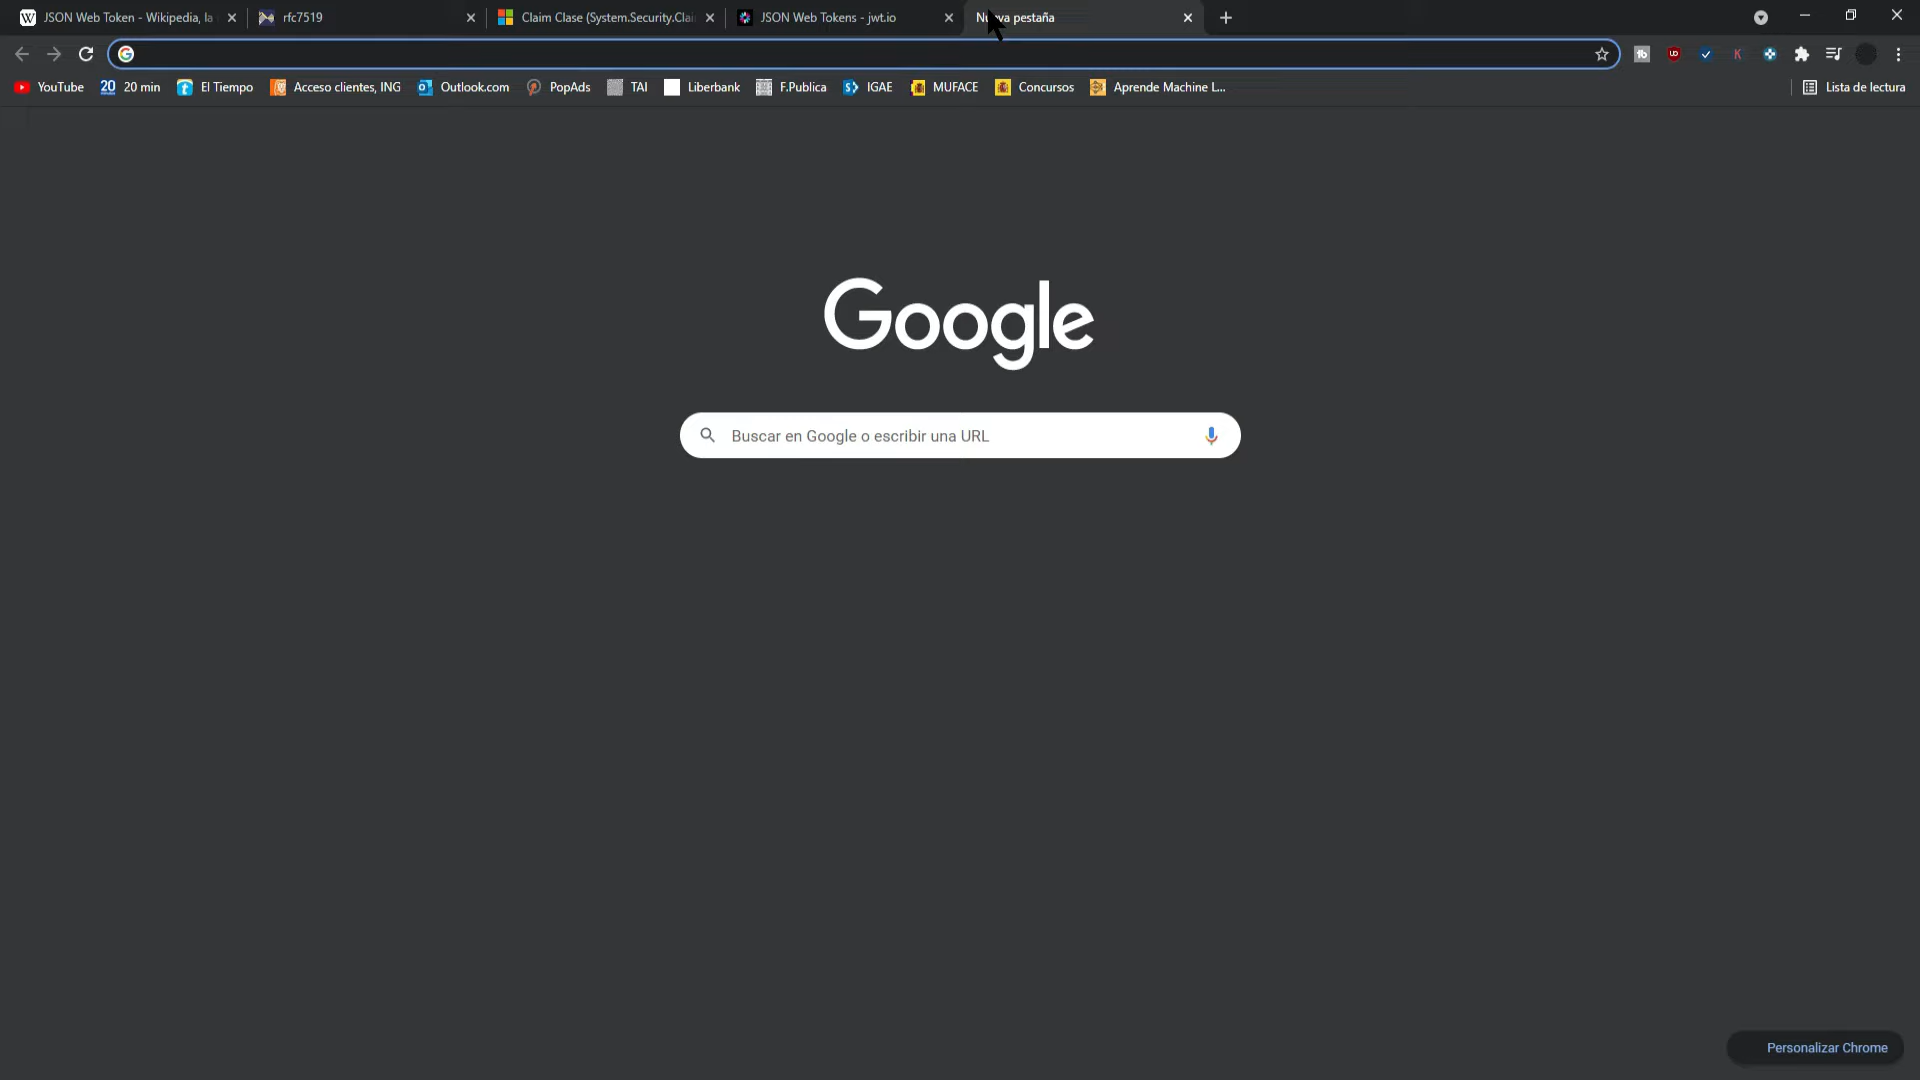 JSON Web Token - Wikipedia, la
rfc7519
Claim Clase (System.Security.Clai
JSON Web Tokens - jwt.io
pestaña
YouTube
20 20 min
El Tiempo
Acceso clientes, ING
Outlook.com
PopAds
TAI
Liberbank
F.Publica
IGAE
MUFACE
Concursos
Aprende Machine L...
Lista de lectura
Google
Buscar en Google o escribir una URL
Personalizar Chrome